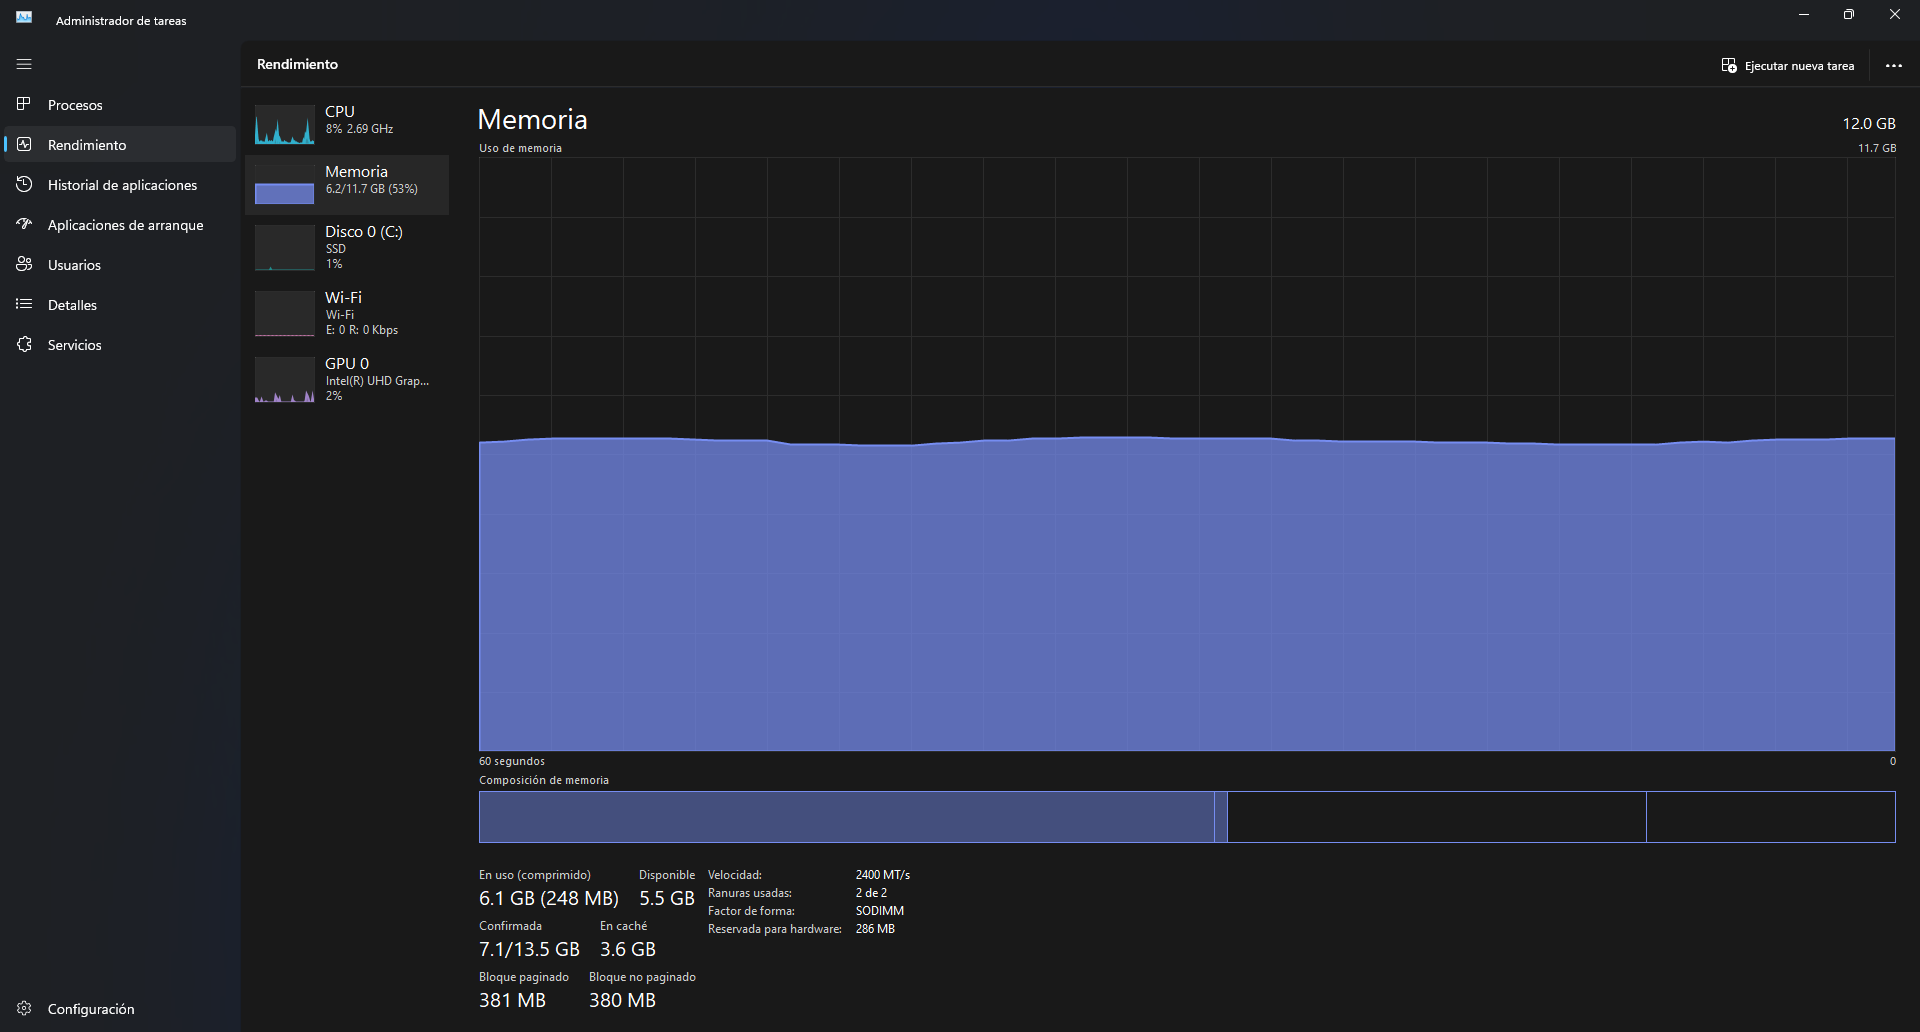 Administrador de tareas
Rendimiento
Ejecutar nueva tarea
Procesos
Rendimiento
Historial de aplicaciones
Aplicaciones de arranque
Usuarios
Detalles
Servicios
Configuración
CPU
8% 2.69 GHz
Memoria
6.2/11.7 GB (53%)
Disco 0 (C:)
SSD
1%
Wi-Fi
Wi-Fi
E: 0 R: 0 Kbps
GPU 0
Intel(R) UHD Grap...
2%
Memoria
12.0 GB
Uso de memoria
11.7 GB
60 segundos
0
Composición de memoria
En uso (comprimido)
6.1 GB (248 MB)
Disponible
5.5 GB
Confirmada
7.1/13.5 GB
En caché
3.6 GB
Bloque paginado
381 MB
Bloque no paginado
380 MB
Velocidad: 2400 MT/s
Ranuras usadas: 2 de 2
Factor de forma: SODIMM
Reservada para hardware: 286 MB